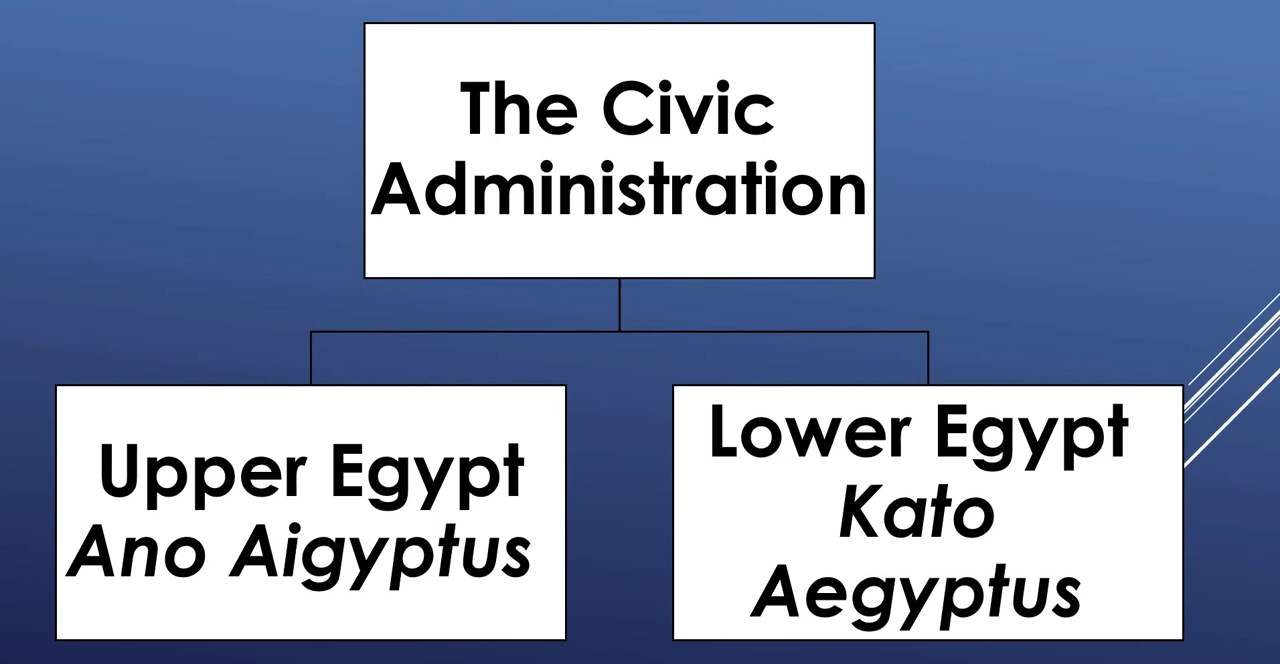 The Civic
Administration
Upper Egypt
Ano Aigyptus
Lower Egypt
Kato
Aegyptus